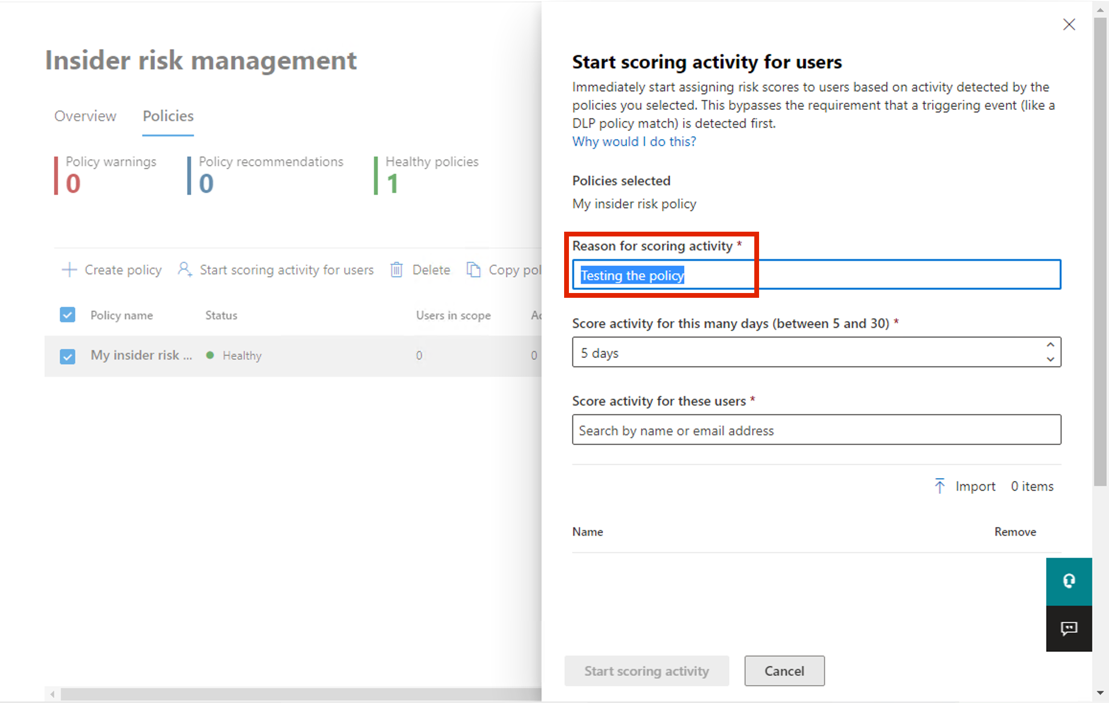 Insider risk management
Overview Policies
Policy warnings Policy recommendations Healthy policies
0 0 1
Create policy Start scoring activity for users Delete Copy pol
Policy name Status Users in scope Ac
My insider risk ... Healthy 0 0
Start scoring activity for users
Immediately start assigning risk scores to users based on activity detected by the
policies you selected. This bypasses the requirement that a triggering event (like a
DLP policy match) is detected first.
Why would I do this?
Policies selected
My insider risk policy
Reason for scoring activity *
Testing the policy
Score activity for this many days (between 5 and 30) *
5 days
Score activity for these users *
Search by name or email address
Import 0 items
Name Remove
Start scoring activity Cancel